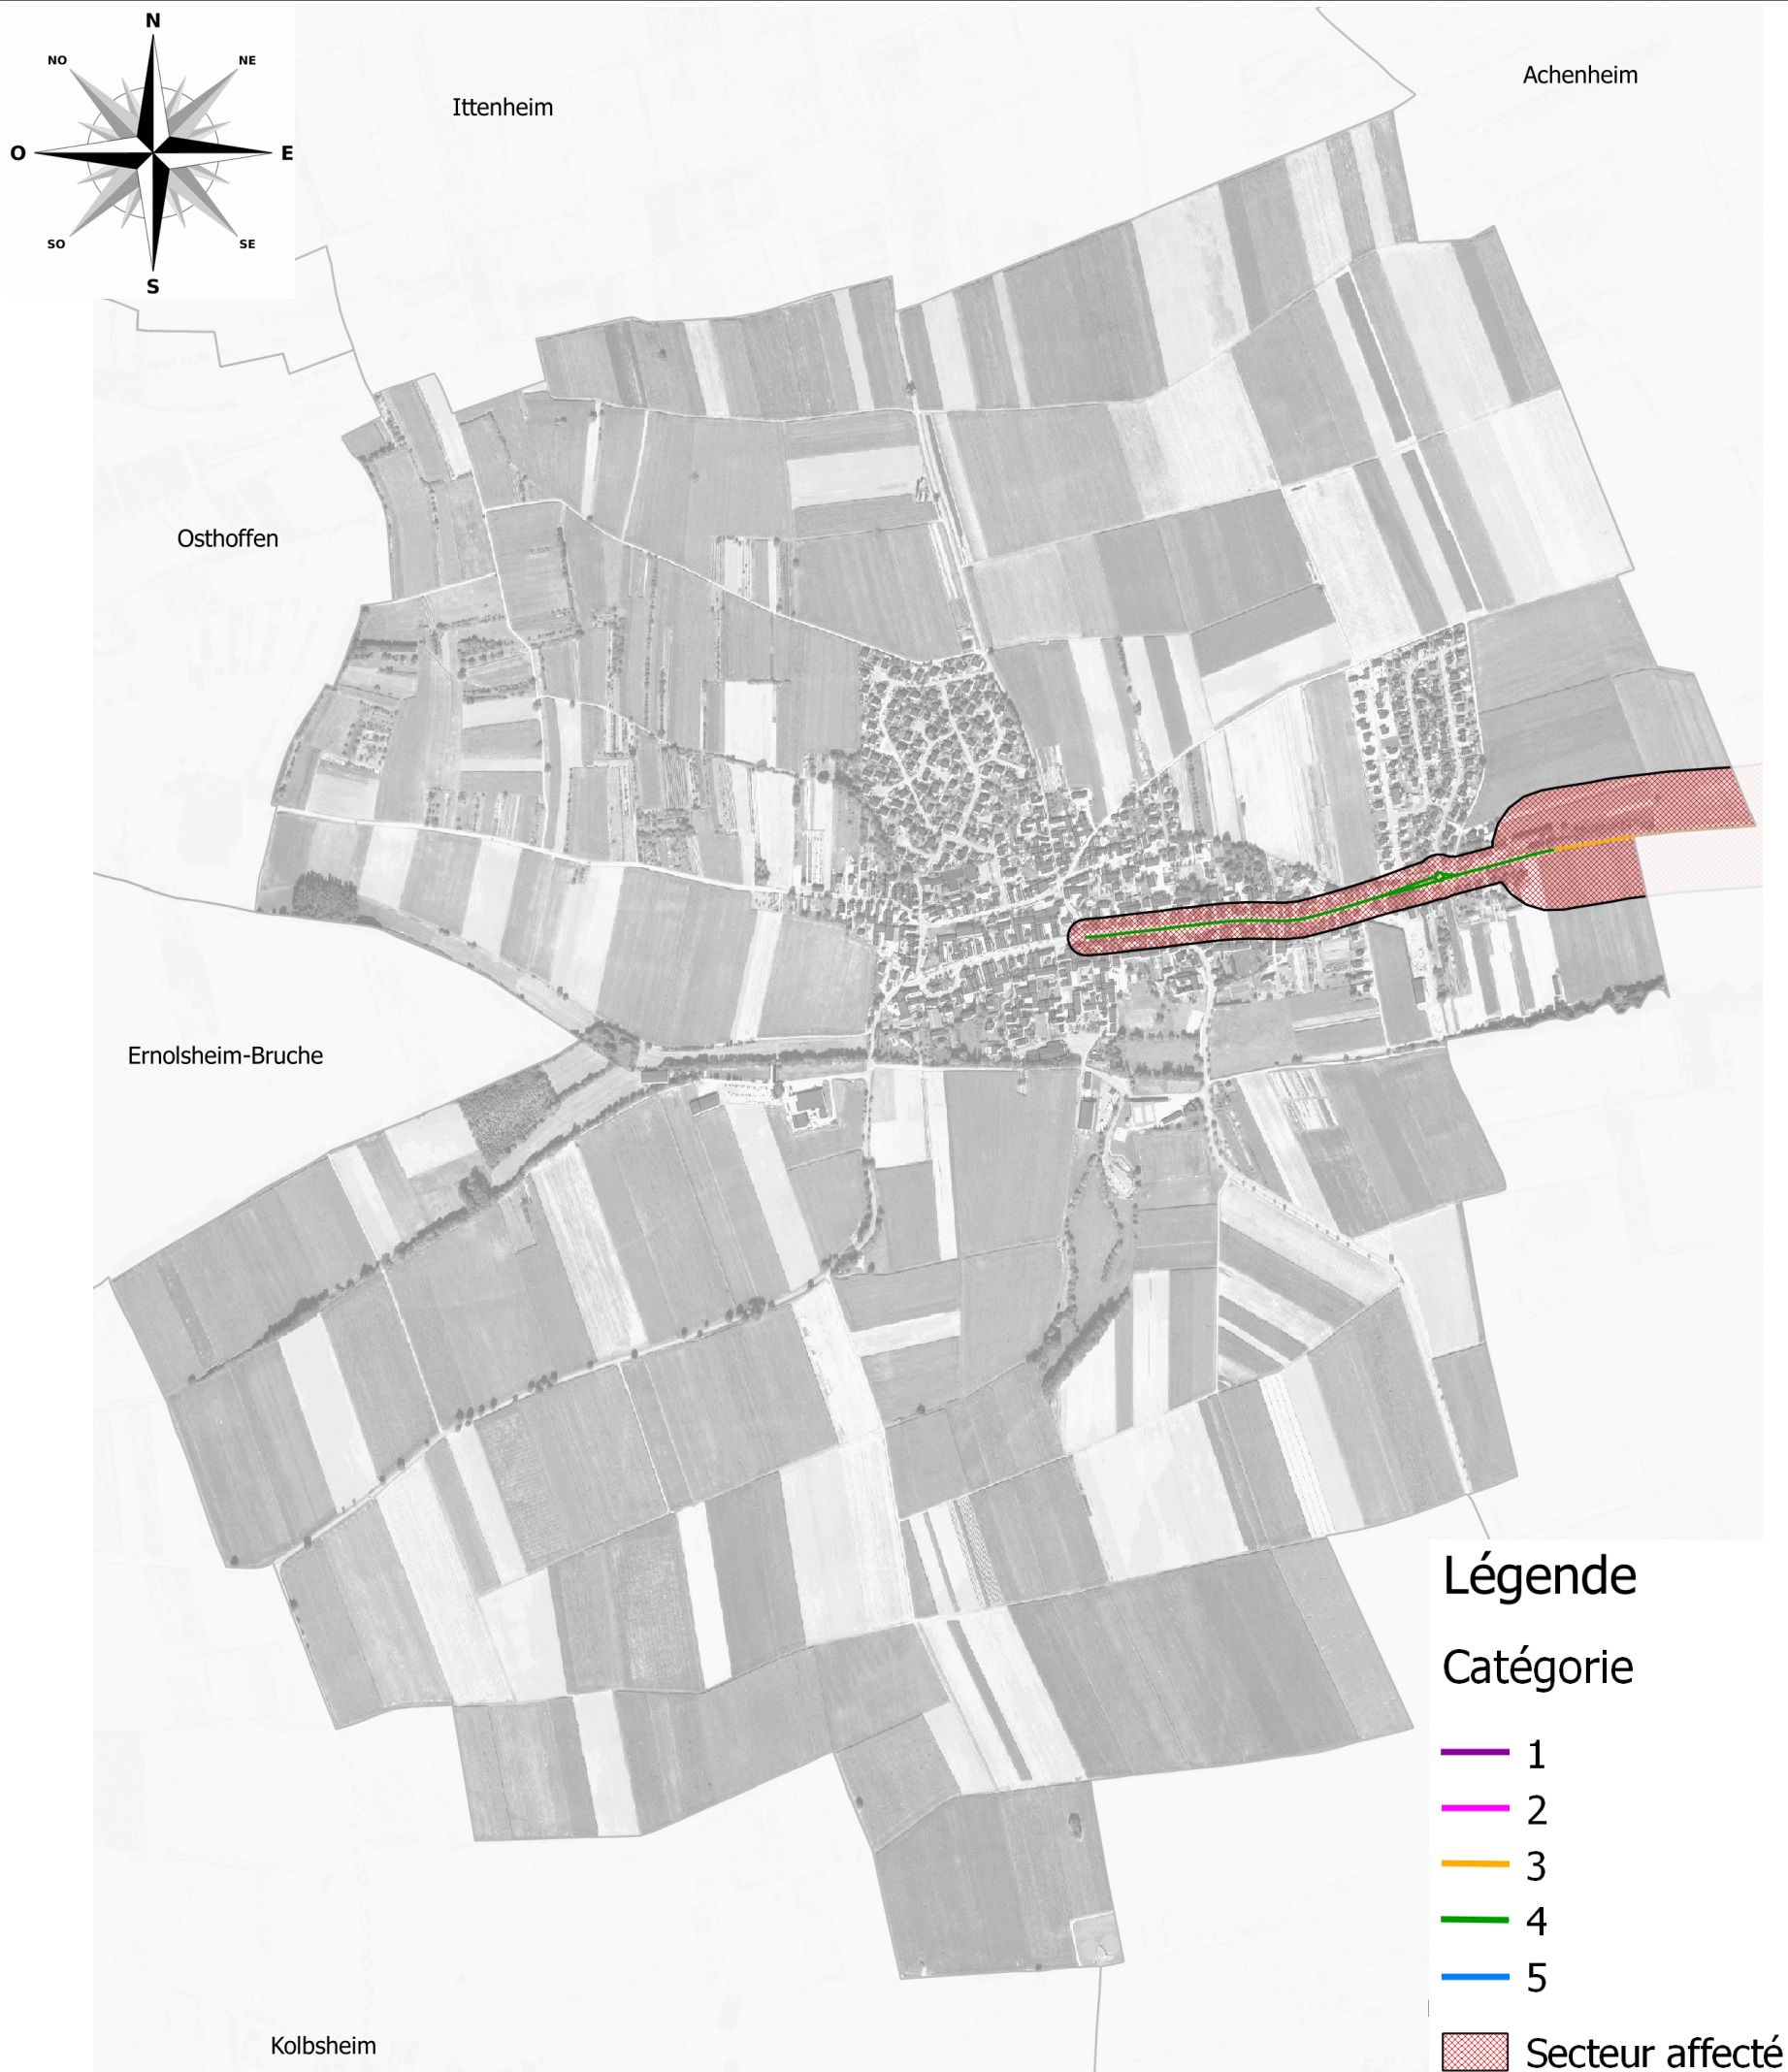 N
NO
NE
O
E
SO
SE
S
Ittenheim
Achenheim
Osthoffen
Ernolsheim-Bruche
Kolbsheim
Légende
Catégorie
1
2
3
4
5
Secteur affecté